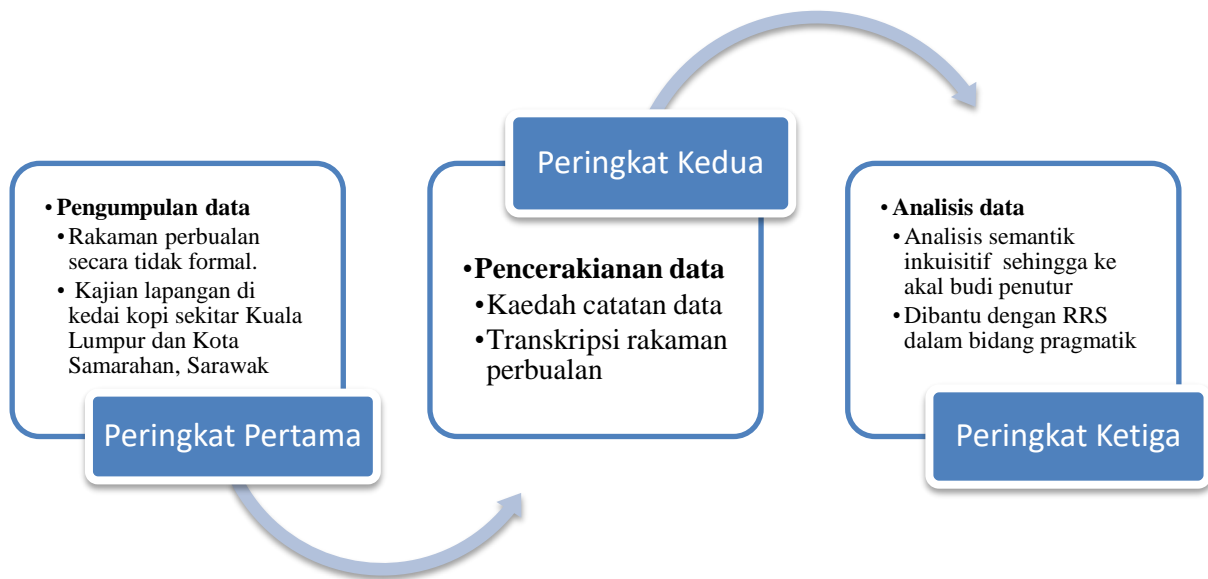 • Pengumpulan data
• Rakaman perbualan
secara tidak formal.
• Kajian lapangan di
kedai kopi sekitar Kuala
Lumpur dan Kota
Samarahan, Sarawak
Peringkat Pertama
Peringkat Kedua
• Pencerakianan data
• Kaedah catatan data
• Transkripsi rakaman
perbualan
• Analisis data
• Analisis semantik
inkuisitif sehingga ke
akal budi penutur
• Dibantu dengan RRS
dalam bidang pragmatik
Peringkat Ketiga